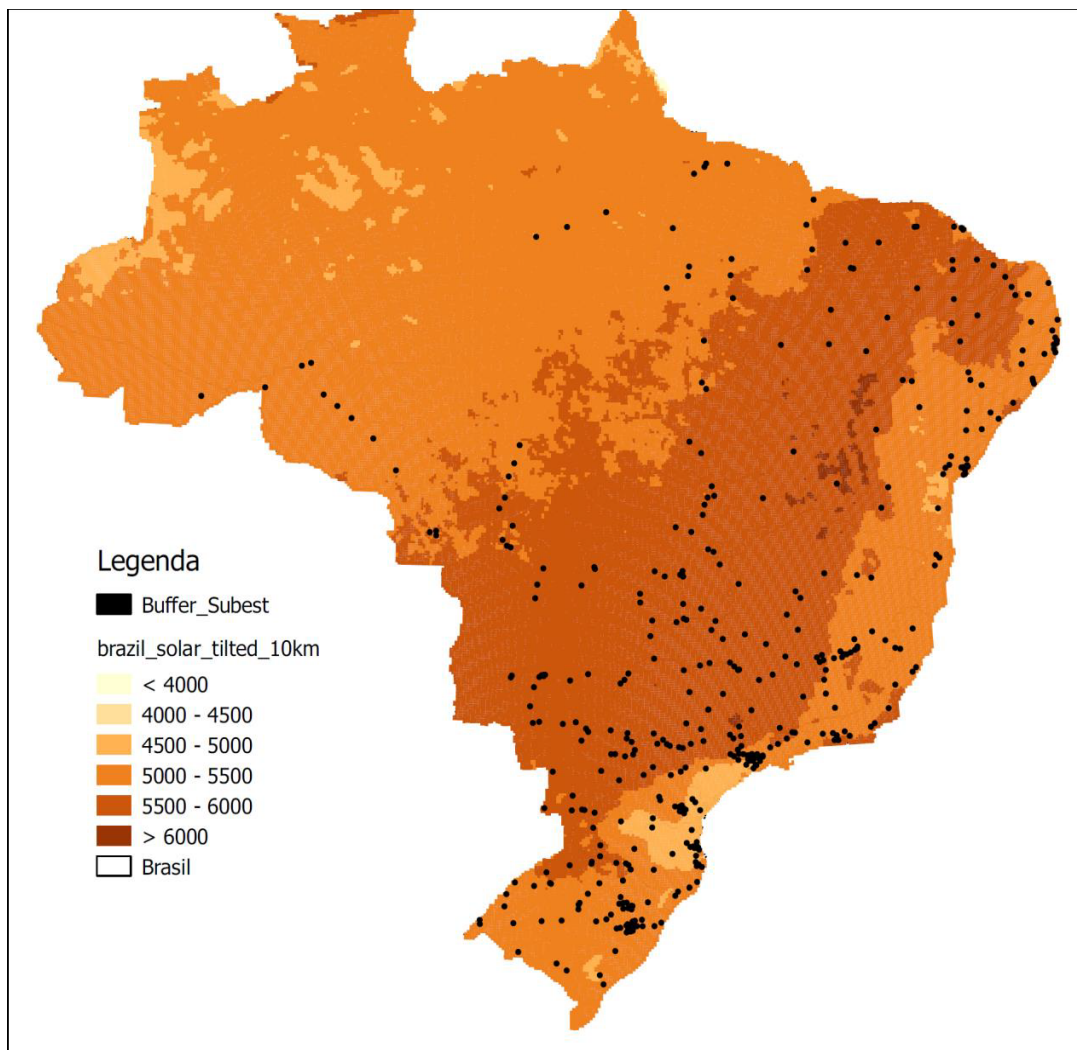 Legenda
Buffer_Subest
brazil_solar_tilted_10km
< 4000
4000 - 4500
4500 - 5000
5000 - 5500
5500 - 6000
> 6000
Brasil